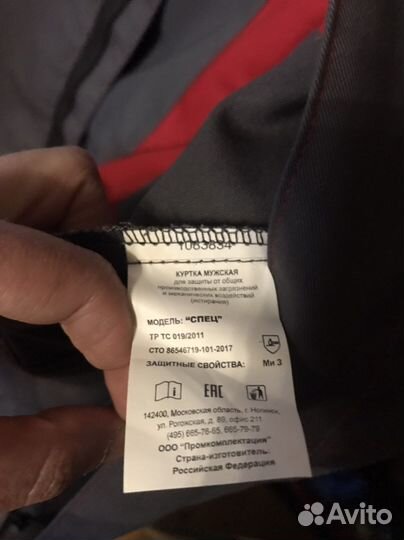 1083834
КУРТКА МУЖСКАЯ
для защиты от общих
производственных загрязнений
и механических воздействий
(истирания)
МОДЕЛЬ: "СПЕЦ"
ТР ТС 019/2011
СТО 86546719-101-2017
ЗАЩИТНЫЕ СВОЙСТВА:
Ми 3
EAC
142400, Московская область, г. Ногинск,
ул. Рогожская, д. 89, офис 211
(495) 665-76-65, 665-79-79
ООО "Промкомплектация"
Страна-изготовитель:
Российская Федерация
Avito